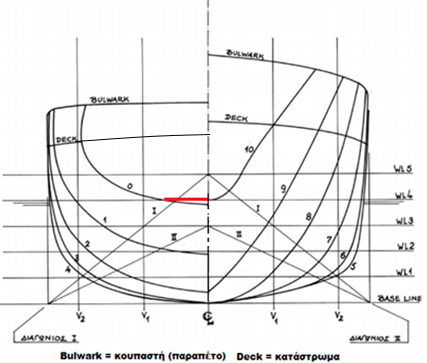 BULWARK
BULWARK
DECK
DECK
10
0
9
I
I
1
8
II
II
2
7
3
6
4
5
WL5
WL4
WL3
WL2
WL1
BASE LINE
V2
V1
CL
V1
V2
ΔΙΑΓΩΝΙΟΣ I
ΔΙΑΓΩΝΙΟΣ II
Bulwark = κουπαστή (παραπέτο) Deck = κατάστρωμα